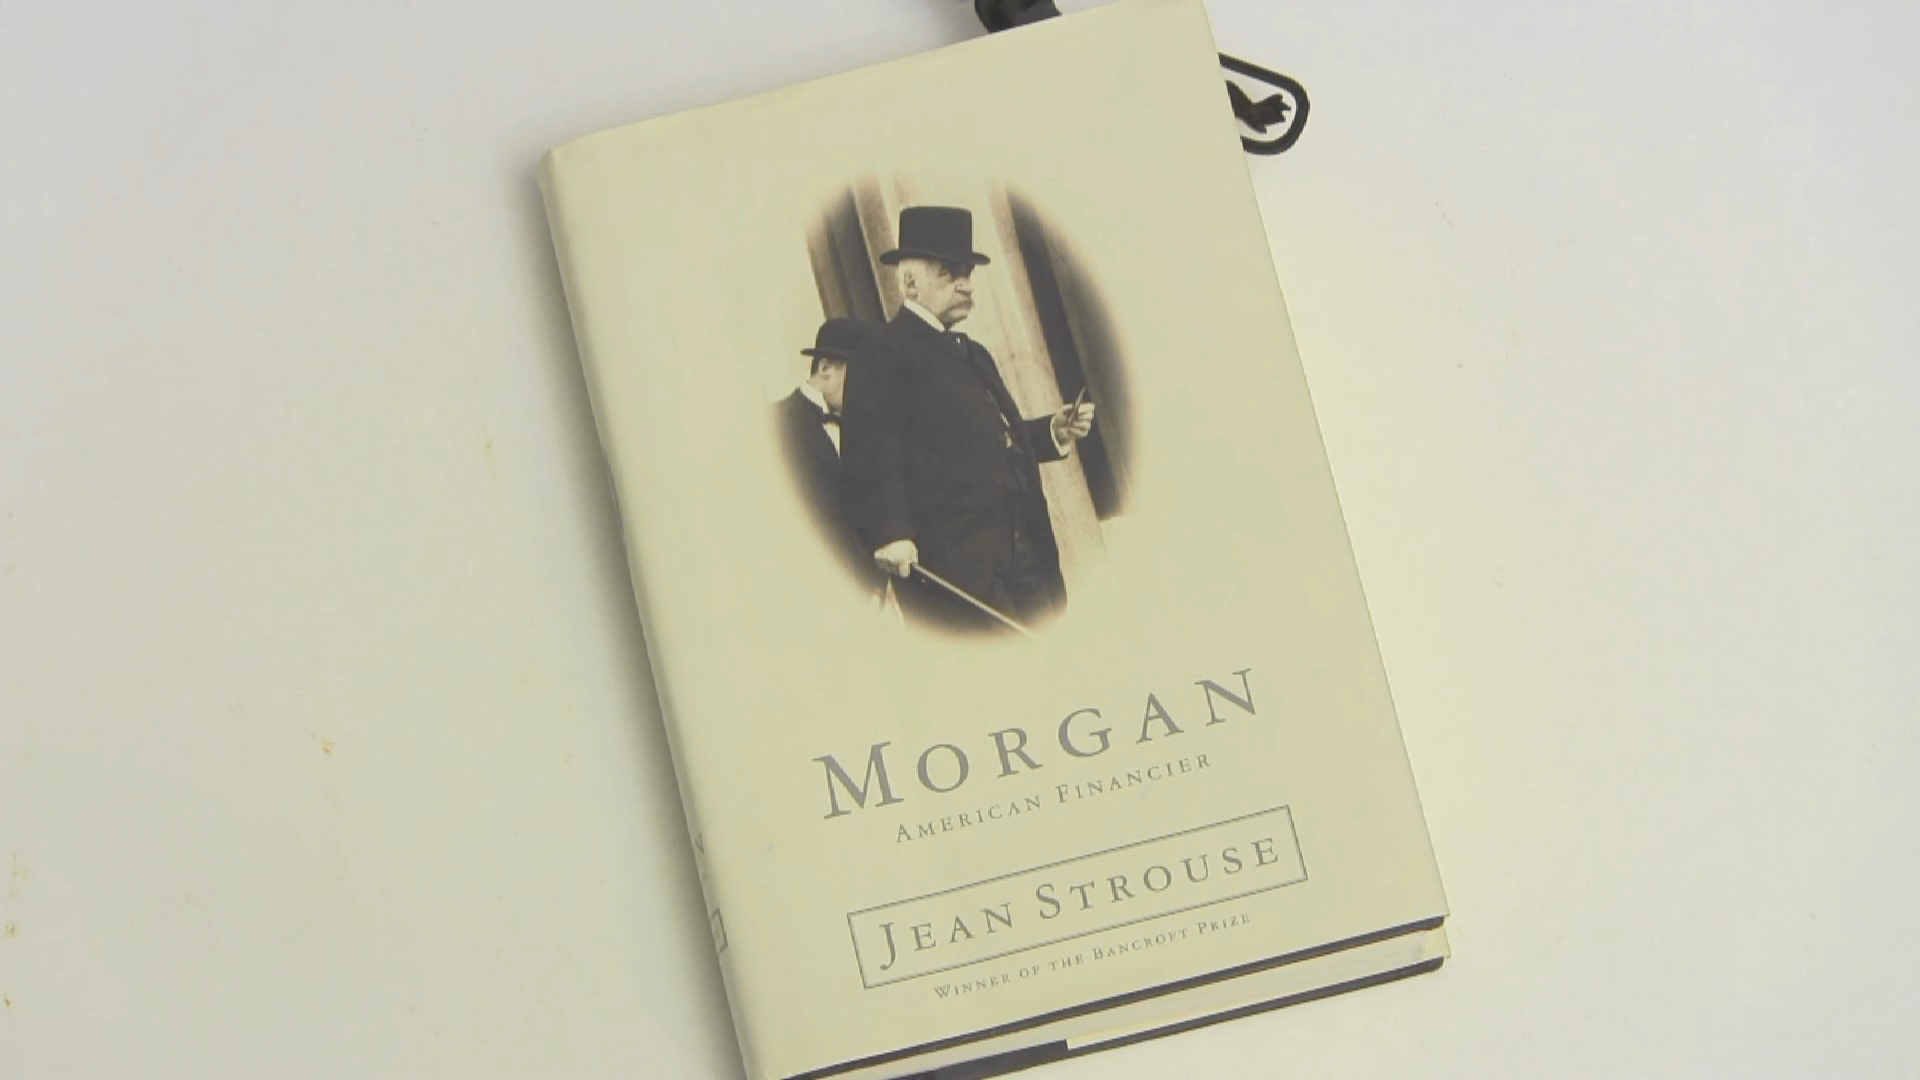 MORGAN
AMERICAN FINANCIER
JEAN STROUSE
WINNER OF THE BANCROFT PRIZE